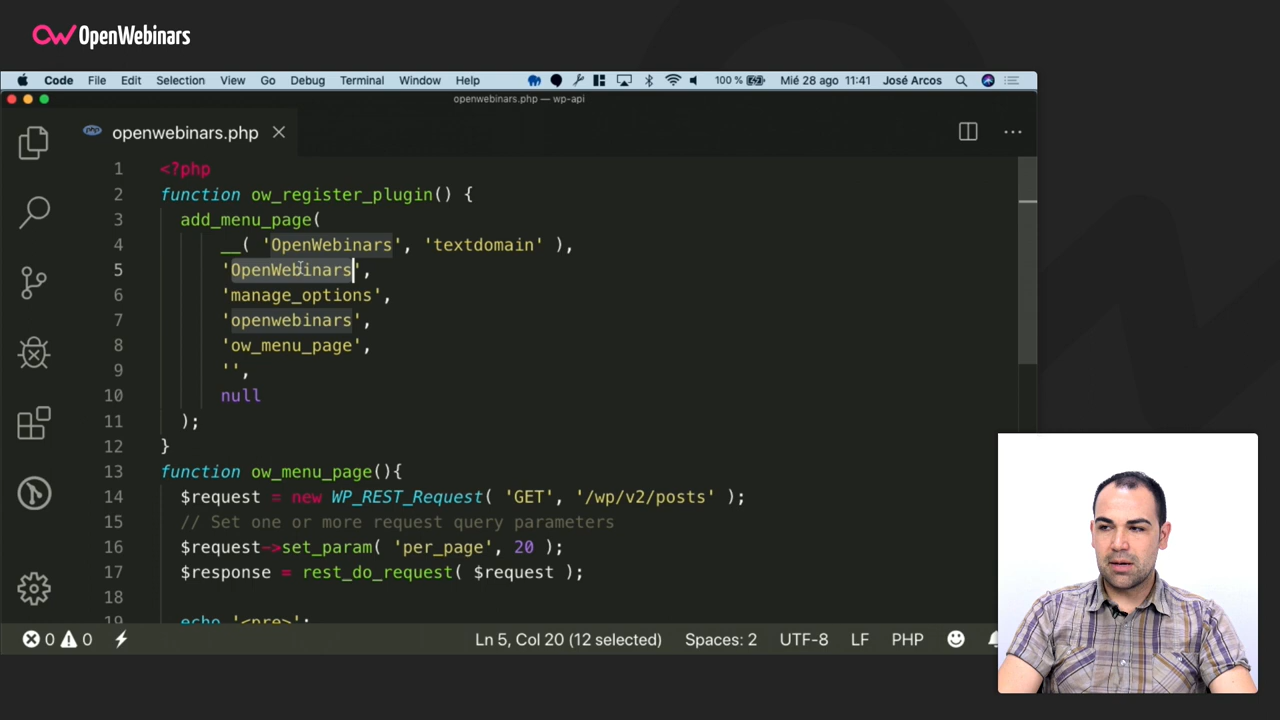 OpenWebinars
Code File Edit Selection View Go Debug Terminal Window Help 100 % Mié 28 ago 11:41 José Arcos
openwebinars.php — wp-api
openwebinars.php
1 <?php
2 function ow_register_plugin() {
3 add_menu_page(
4 __( 'OpenWebinars', 'textdomain' ),
5 'OpenWebinars',
6 'manage_options',
7 'openwebinars',
8 'ow_menu_page',
9 '',
10 null
11 );
12 }
13 function ow_menu_page(){
14 $request = new WP_REST_Request( 'GET', '/wp/v2/posts' );
15 // Set one or more request query parameters
16 $request->set_param( 'per_page', 20 );
17 $response = rest_do_request( $request );
18
19 echo '<pre>';
0 0 Ln 5, Col 20 (12 selected) Spaces: 2 UTF-8 LF PHP